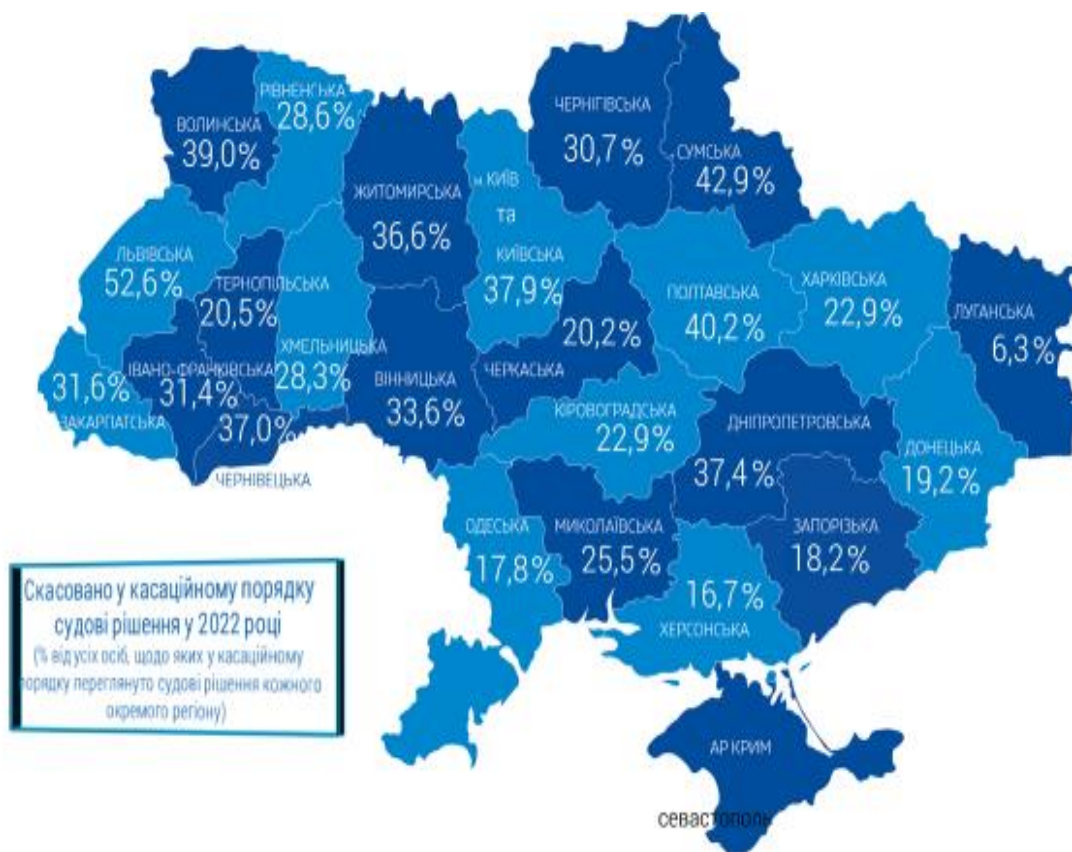 РІВНЕНСЬКА
28,6%
ВОЛИНСЬКА
39,0%
ЖИТОМИРСЬКА
36,6%
м. КИЇВ
та
КИЇВСЬКА
37,9%
ЧЕРНІГІВСЬКА
30,7%
СУМСЬКА
42,9%
ЛЬВІВСЬКА
52,6%
ТЕРНОПІЛЬСЬКА
20,5%
ХМЕЛЬНИЦЬКА
28,3%
ВІННИЦЬКА
33,6%
20,2%
ЧЕРКАСЬКА
ПОЛТАВСЬКА
40,2%
ХАРКІВСЬКА
22,9%
ЛУГАНСЬКА
6,3%
31,6%
ЗАКАРПАТСЬКА
ІВАНО-ФРАНКІВСЬКА
31,4%
37,0%
ЧЕРНІВЕЦЬКА
КІРОВОГРАДСЬКА
22,9%
ДНІПРОПЕТРОВСЬКА
37,4%
ДОНЕЦЬКА
19,2%
ОДЕСЬКА
17,8%
МИКОЛАЇВСЬКА
25,5%
16,7%
ХЕРСОНСЬКА
ЗАПОРІЗЬКА
18,2%
Скасовано у касаційному порядку
судові рішення у 2022 році
(% від усіх осіб, щодо яких у касаційному
порядку переглянуто судові рішення кожного
окремого регіону)
АР КРИМ
севастополь